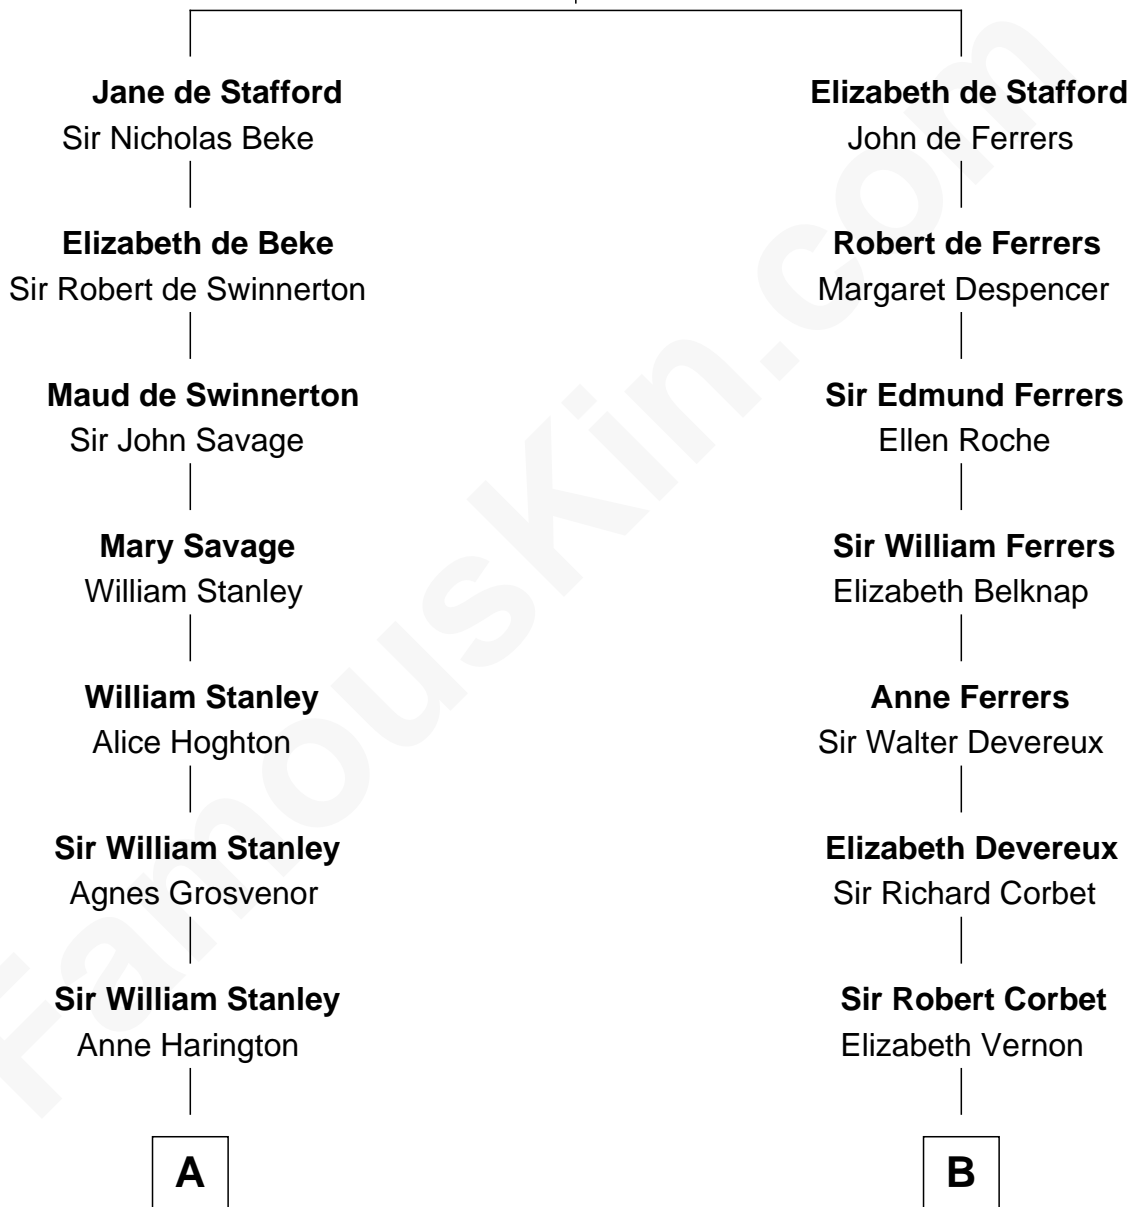 Jane de Stafford
Sir Nicholas Beke
Elizabeth de Beke
Sir Robert de Swinnerton
Maud de Swinnerton
Sir John Savage
Mary Savage
William Stanley
William Stanley
Alice Hoghton
Sir William Stanley
Agnes Grosvenor
Sir William Stanley
Anne Harington
A
Elizabeth de Stafford
John de Ferrers
Robert de Ferrers
Margaret Despencer
Sir Edmund Ferrers
Ellen Roche
Sir William Ferrers
Elizabeth Belknap
Anne Ferrers
Sir Walter Devereux
Elizabeth Devereux
Sir Richard Corbet
Sir Robert Corbet
Elizabeth Vernon
B
FamousKin.com